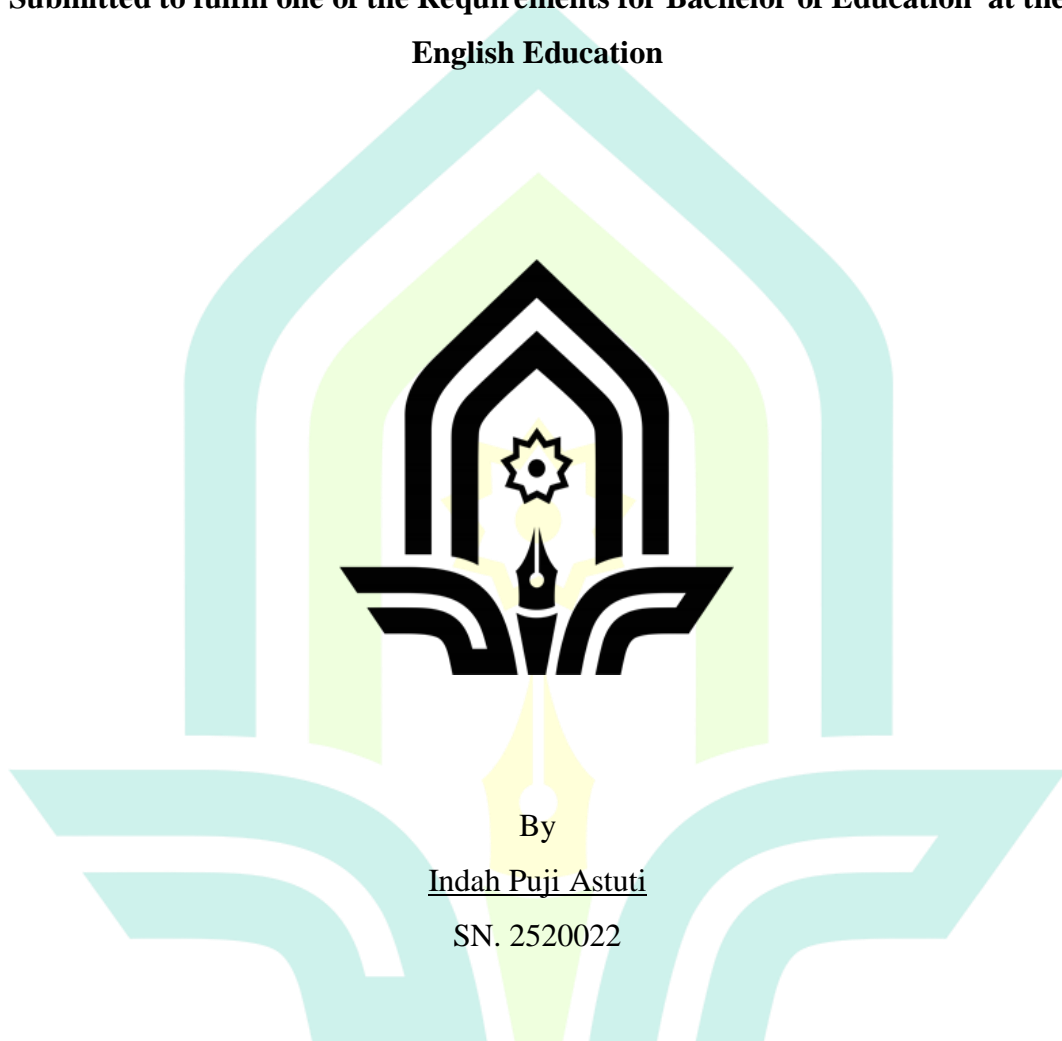 Submitted to fulfill one of the Requirements for Bachelor of Education at the
English Education
By
Indah Puji Astuti
SN. 2520022